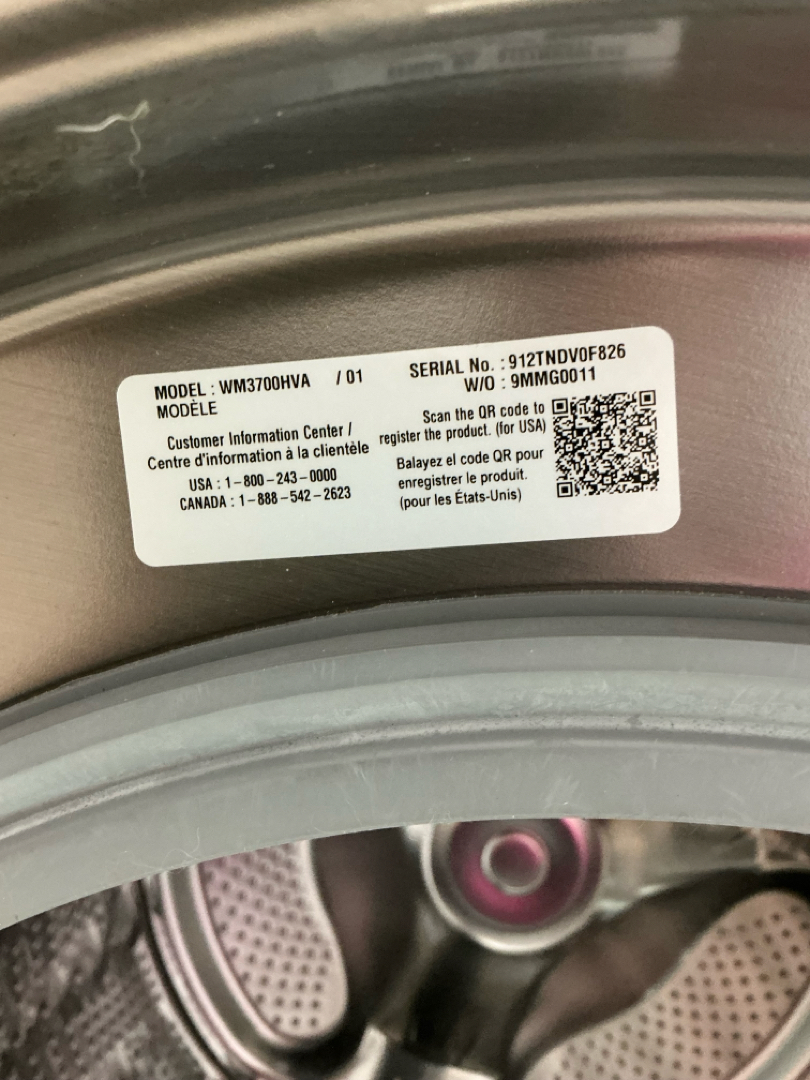 MODEL : WM3700HVA / 01
MODÈLE
Customer Information Center /
Centre d'information à la clientèle
USA : 1-800-243-0000
CANADA : 1-888-542-2623
SERIAL No. : 912TNDV0F826
W/O : 9MMG0011
Scan the QR code to
register the product. (for USA)
Balayez el code QR pour
enregistrer le produit.
(pour les États-Unis)